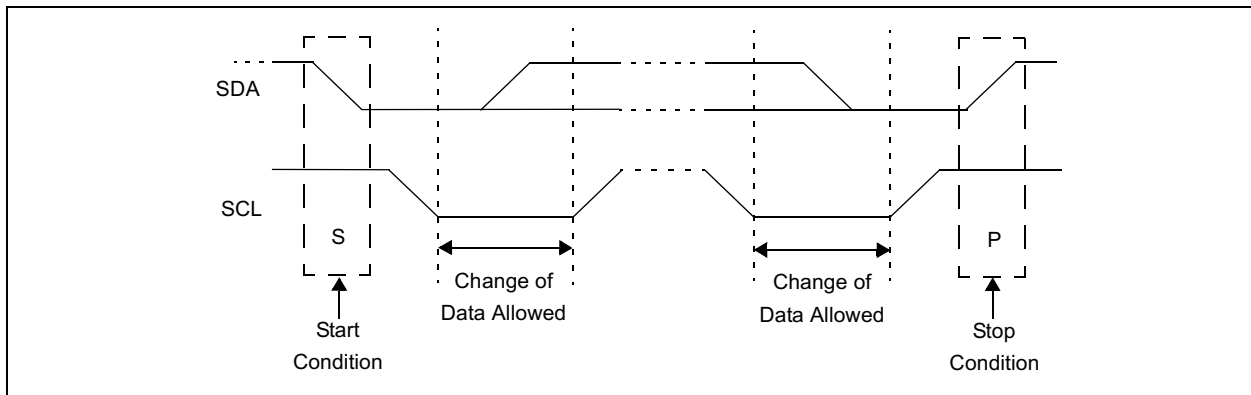 SDA
SCL
S
P
Change of
Data Allowed
Change of
Data Allowed
Start
Condition
Stop
Condition